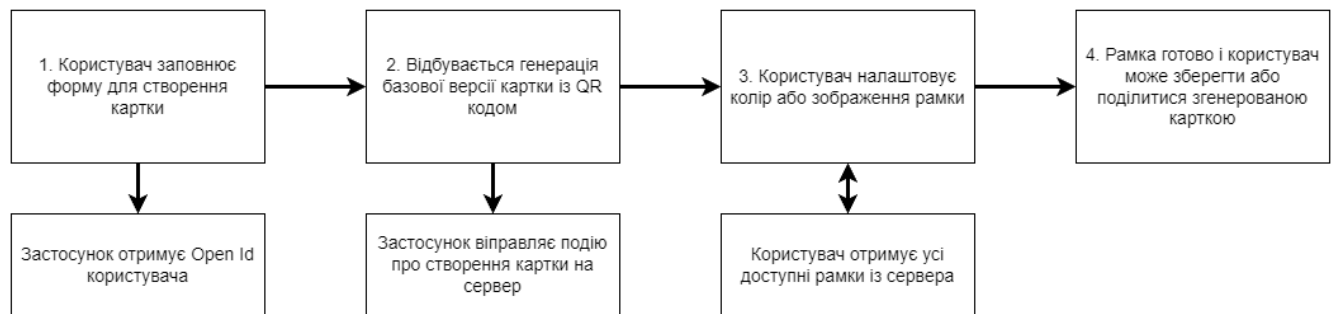 1. Користувач заповнює
форму для створення
картки
2. Відбувається генерація
базової версії картки із QR
кодом
3. Користувач налаштовує
колір або зображення рамки
4. Рамка готово і користувач
може зберегти або
поділитися згенерованою
карткою
Застосунок отримує Open Id
користувача
Застосунок віправляє подію
про створення картки на
сервер
Користувач отримує усі
доступні рамки із сервера